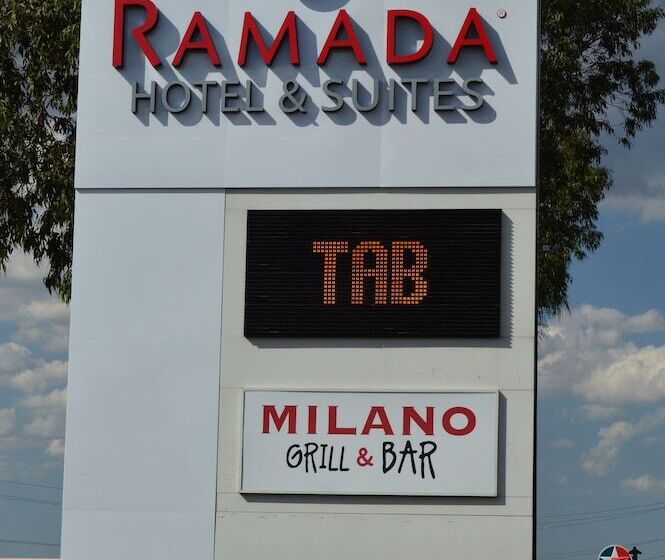 RAMADA®
HOTEL & SUITES
TAB
MILANO
GRILL & BAR